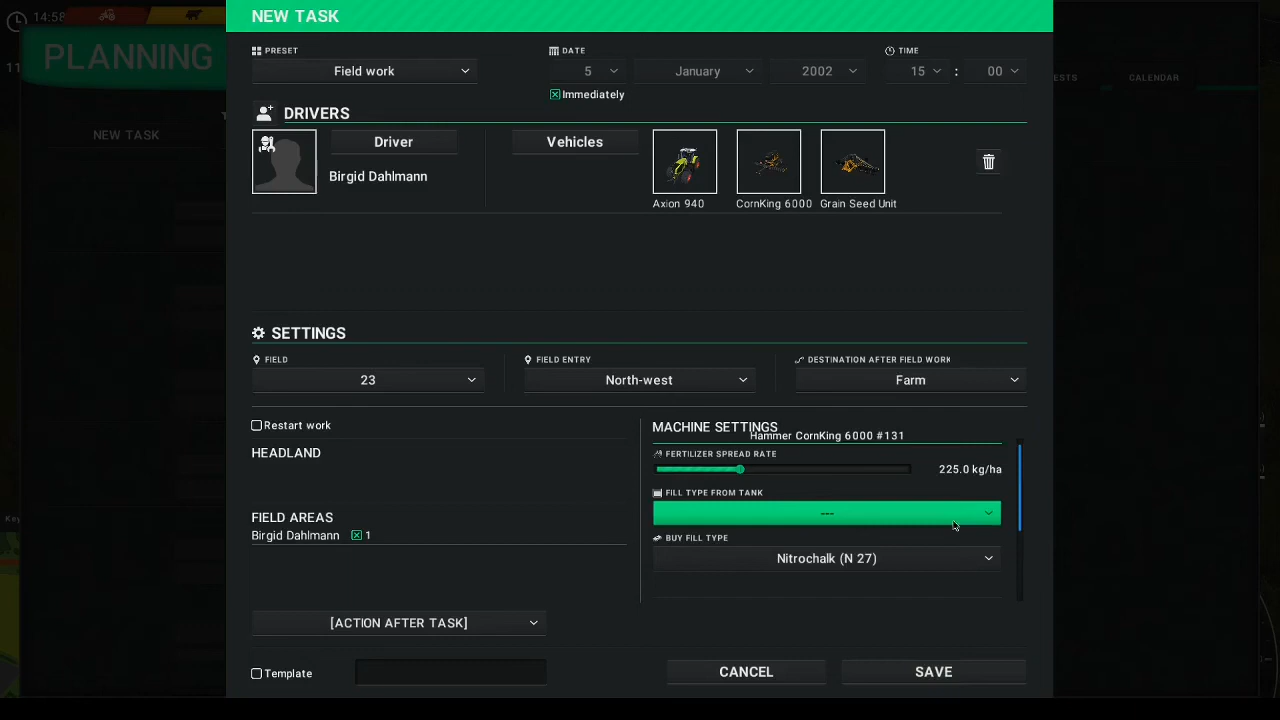 14:58
NEW TASK
PLANNING
PRESET
DATE
TIME
Field work
5
January
2002
15 : 00
Immediately
CALENDAR
NEW TASK
DRIVERS
Driver
Vehicles
Birgid Dahlmann
Axion 940
CornKing 6000
Grain Seed Unit
SETTINGS
FIELD
FIELD ENTRY
DESTINATION AFTER FIELD WORK
23
North-west
Farm
Restart work
MACHINE SETTINGS
Hammer CornKing 6000 #131
HEADLAND
FERTILIZER SPREAD RATE
225.0 kg/ha
FILL TYPE FROM TANK
---
FIELD AREAS
Birgid Dahlmann 1
BUY FILL TYPE
Nitrochalk (N 27)
[ACTION AFTER TASK]
Template
CANCEL
SAVE